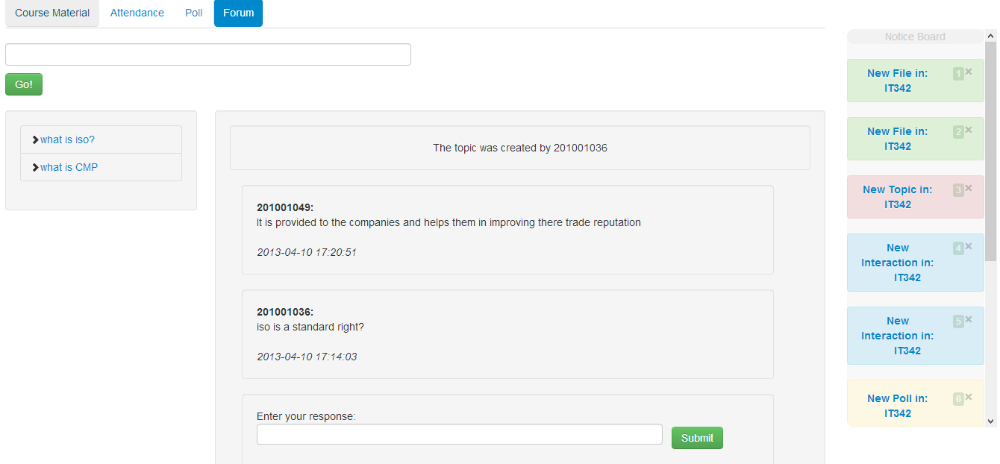 Course Material Attendance Poll Forum
Go!
what is iso?
what is CMP
The topic was created by 201001036
201001049:
It is provided to the companies and helps them in improving there trade reputation
2013-04-10 17:20:51
201001036:
iso is a standard right?
2013-04-10 17:14:03
Enter your response:
Submit
Notice Board
New File in: 1×
IT342
New File in: 2×
IT342
New Topic in: 3×
IT342
New 4×
Interaction in:
IT342
New 5×
Interaction in:
IT342
New Poll in: 6×
IT342